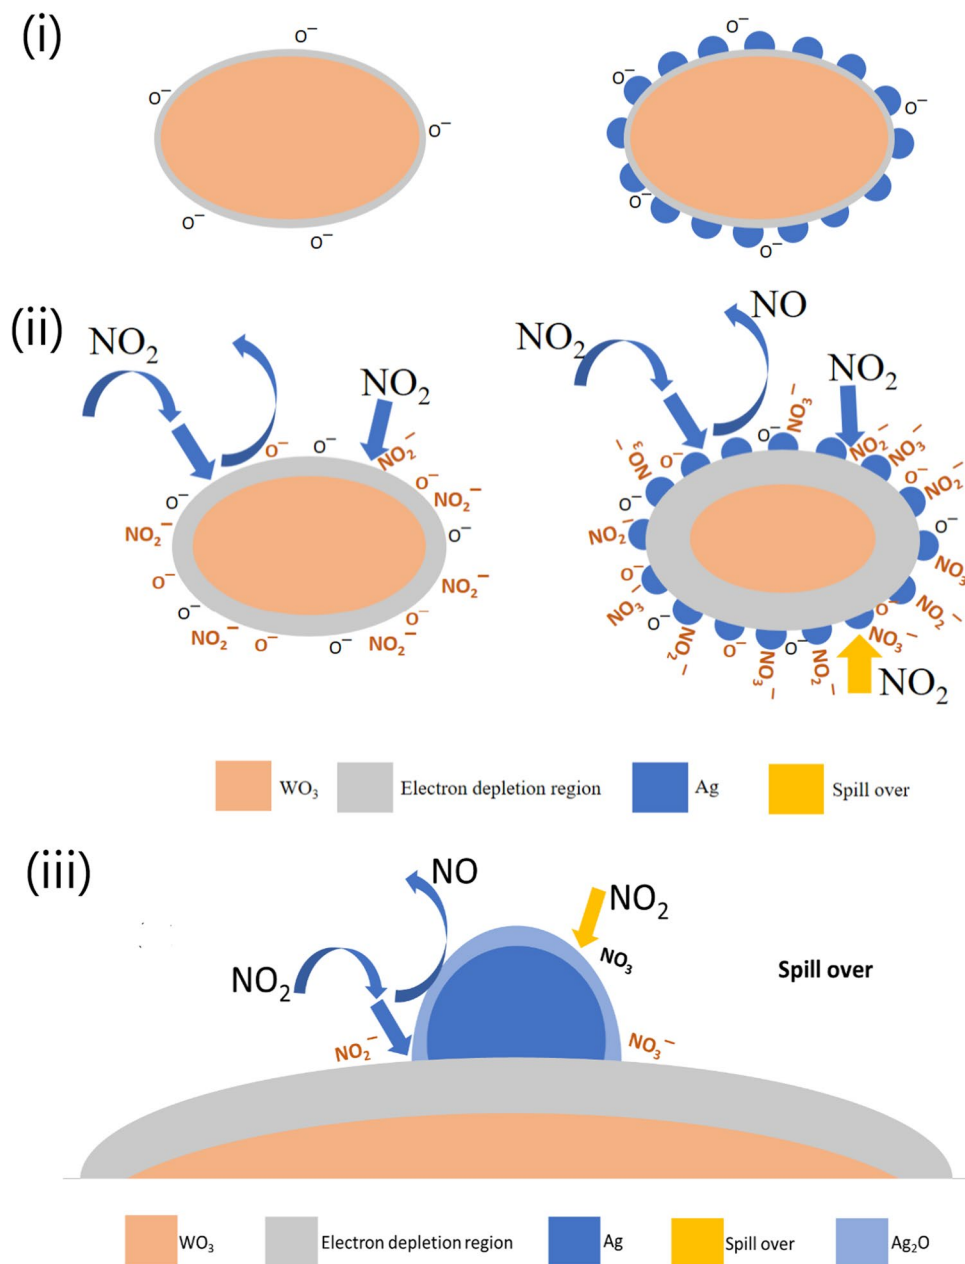 (i)
O⁻
O⁻
O⁻
O⁻
O⁻
O⁻
O⁻
O⁻
O⁻
O⁻
(ii)
NO₂
NO₂
O⁻
O⁻
NO₂⁻
O⁻
O⁻
NO₂⁻
NO₂⁻
O⁻
O⁻
NO₂⁻
O⁻
O⁻
NO₂⁻
O⁻
O⁻
NO₂⁻
NO
NO₂
NO₂
NO₃⁻
O⁻
O⁻
NO₂⁻
NO₃⁻
NO₃⁻
O⁻
NO₂⁻
O⁻
O⁻
NO₂⁻
NO₃
O⁻
NO₃⁻
O⁻
NO₂⁻
O⁻
NO₂⁻
O⁻
NO₃⁻
O⁻
NO₂⁻
NO₃⁻
NO₂
WO₃
Electron depletion region
Ag
Spill over
(iii)
NO
NO₂
NO₂
NO₃
Spill over
NO₂⁻
NO₃⁻
WO₃
Electron depletion region
Ag
Spill over
Ag₂O